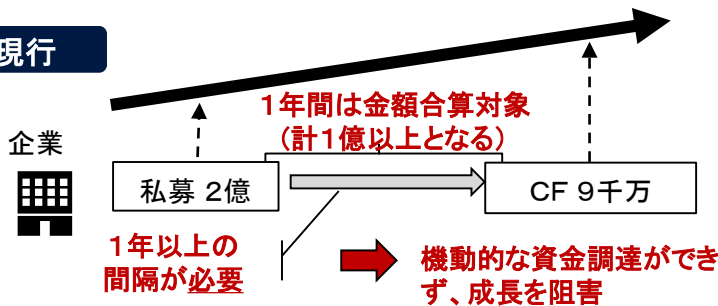 現行
1年間は金額合算対象
(計1億以上となる)
企業
私募 2億
CF 9千万
1年以上の
間隔が必要
機動的な資金調達ができ
ず、成長を阻害